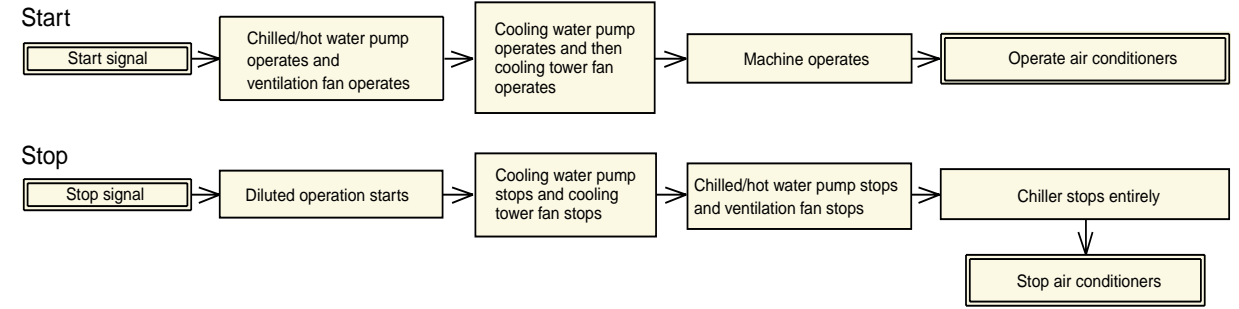 Start
Start signal
Chilled/hot water pump
operates and
ventilation fan operates
Cooling water pump
operates and then
cooling tower fan
operates
Machine operates
Operate air conditioners
Stop
Stop signal
Diluted operation starts
Cooling water pump
stops and cooling
tower fan stops
Chilled/hot water pump stops
and ventilation fan stops
Chiller stops entirely
Stop air conditioners